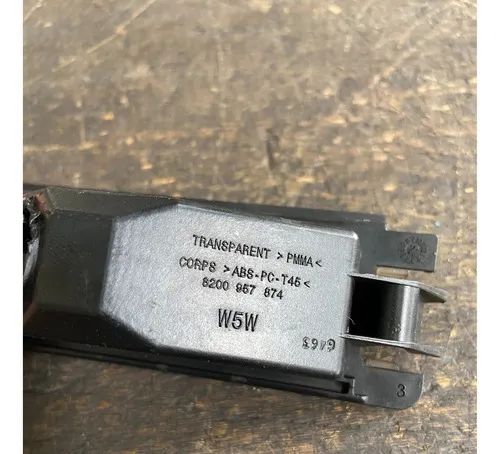 TRANSPARENT >PMMA<
CORPS >ABS-PC-T45<
8200 957 874
W5W
3